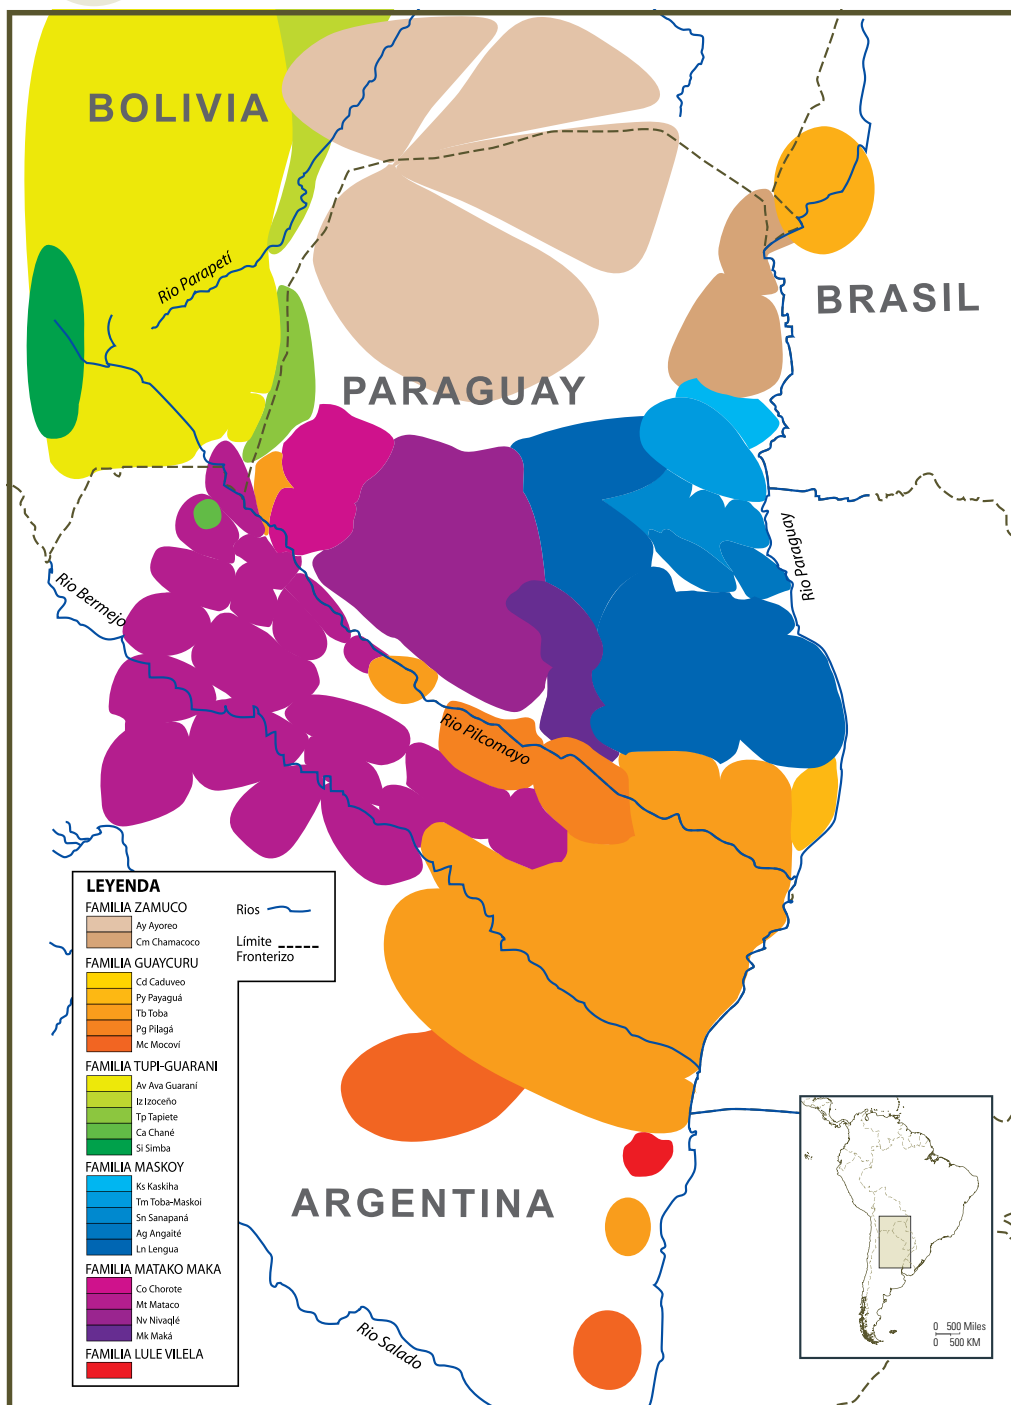 BOLIVIA
Rio Parapetí
BRASIL
PARAGUAY
Rio Paraguay
Rio Bermejo
Rio Pilcomayo
LEYENDA
FAMILIA ZAMUCO
Ay Ayoreo
Cm Chamacoco
Rios
Límite
Fronterizo
FAMILIA GUAYCURU
Cd Caduveo
Py Payaguá
Tb Toba
Pg Pilagá
Mc Mocoví
FAMILIA TUPI-GUARANI
Av Ava Guaraní
Iz Izoceño
Tp Tapiete
Ca Chané
Si Simba
FAMILIA MASKOY
Ks Kaskiha
Tm Toba-Maskoi
Sn Sanapaná
Ag Angaité
Ln Lengua
FAMILIA MATAKO MAKA
Co Chorote
Mt Mataco
Nv Nivaqlé
Mk Maká
FAMILIA LULE VILELA
ARGENTINA
Rio Salado
0 500 Miles
0 500 KM